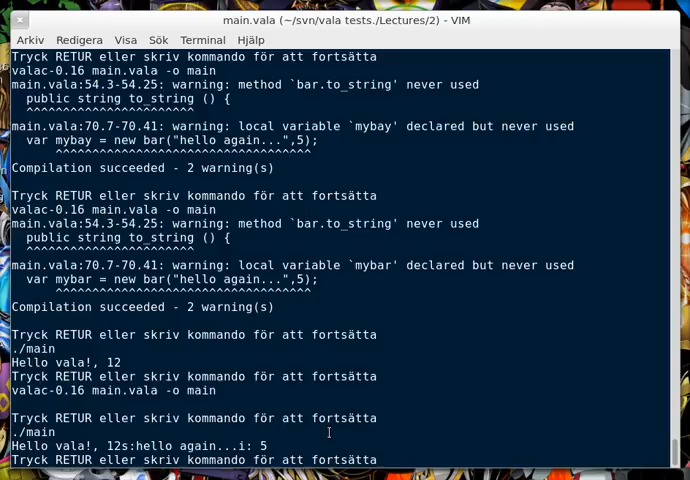 main.vala (~/svn/vala tests./Lectures/2) - VIM
Arkiv Redigera Visa Sök Terminal Hjälp
Tryck RETUR eller skriv kommando för att fortsätta
valac-0.16 main.vala -o main
main.vala:54.3-54.25: warning: method `bar.to_string' never used
  public string to_string () {
  ^^^^^^^^^^^^^^^^^^^^^^^
main.vala:70.7-70.41: warning: local variable `mybay' declared but never used
  var mybay = new bar("hello again...",5);
      ^^^^^^^^^^^^^^^^^^^^^^^^^^^^^^^^^^^
Compilation succeeded - 2 warning(s)
Tryck RETUR eller skriv kommando för att fortsätta
valac-0.16 main.vala -o main
main.vala:54.3-54.25: warning: method `bar.to_string' never used
  public string to_string () {
  ^^^^^^^^^^^^^^^^^^^^^^^
main.vala:70.7-70.41: warning: local variable `mybar' declared but never used
  var mybar = new bar("hello again...",5);
      ^^^^^^^^^^^^^^^^^^^^^^^^^^^^^^^^^^^
Compilation succeeded - 2 warning(s)
Tryck RETUR eller skriv kommando för att fortsätta
./main
Hello vala!, 12
Tryck RETUR eller skriv kommando för att fortsätta
valac-0.16 main.vala -o main
Tryck RETUR eller skriv kommando för att fortsätta
./main
Hello vala!, 12s:hello again...i: 5
Tryck RETUR eller skriv kommando för att fortsätta